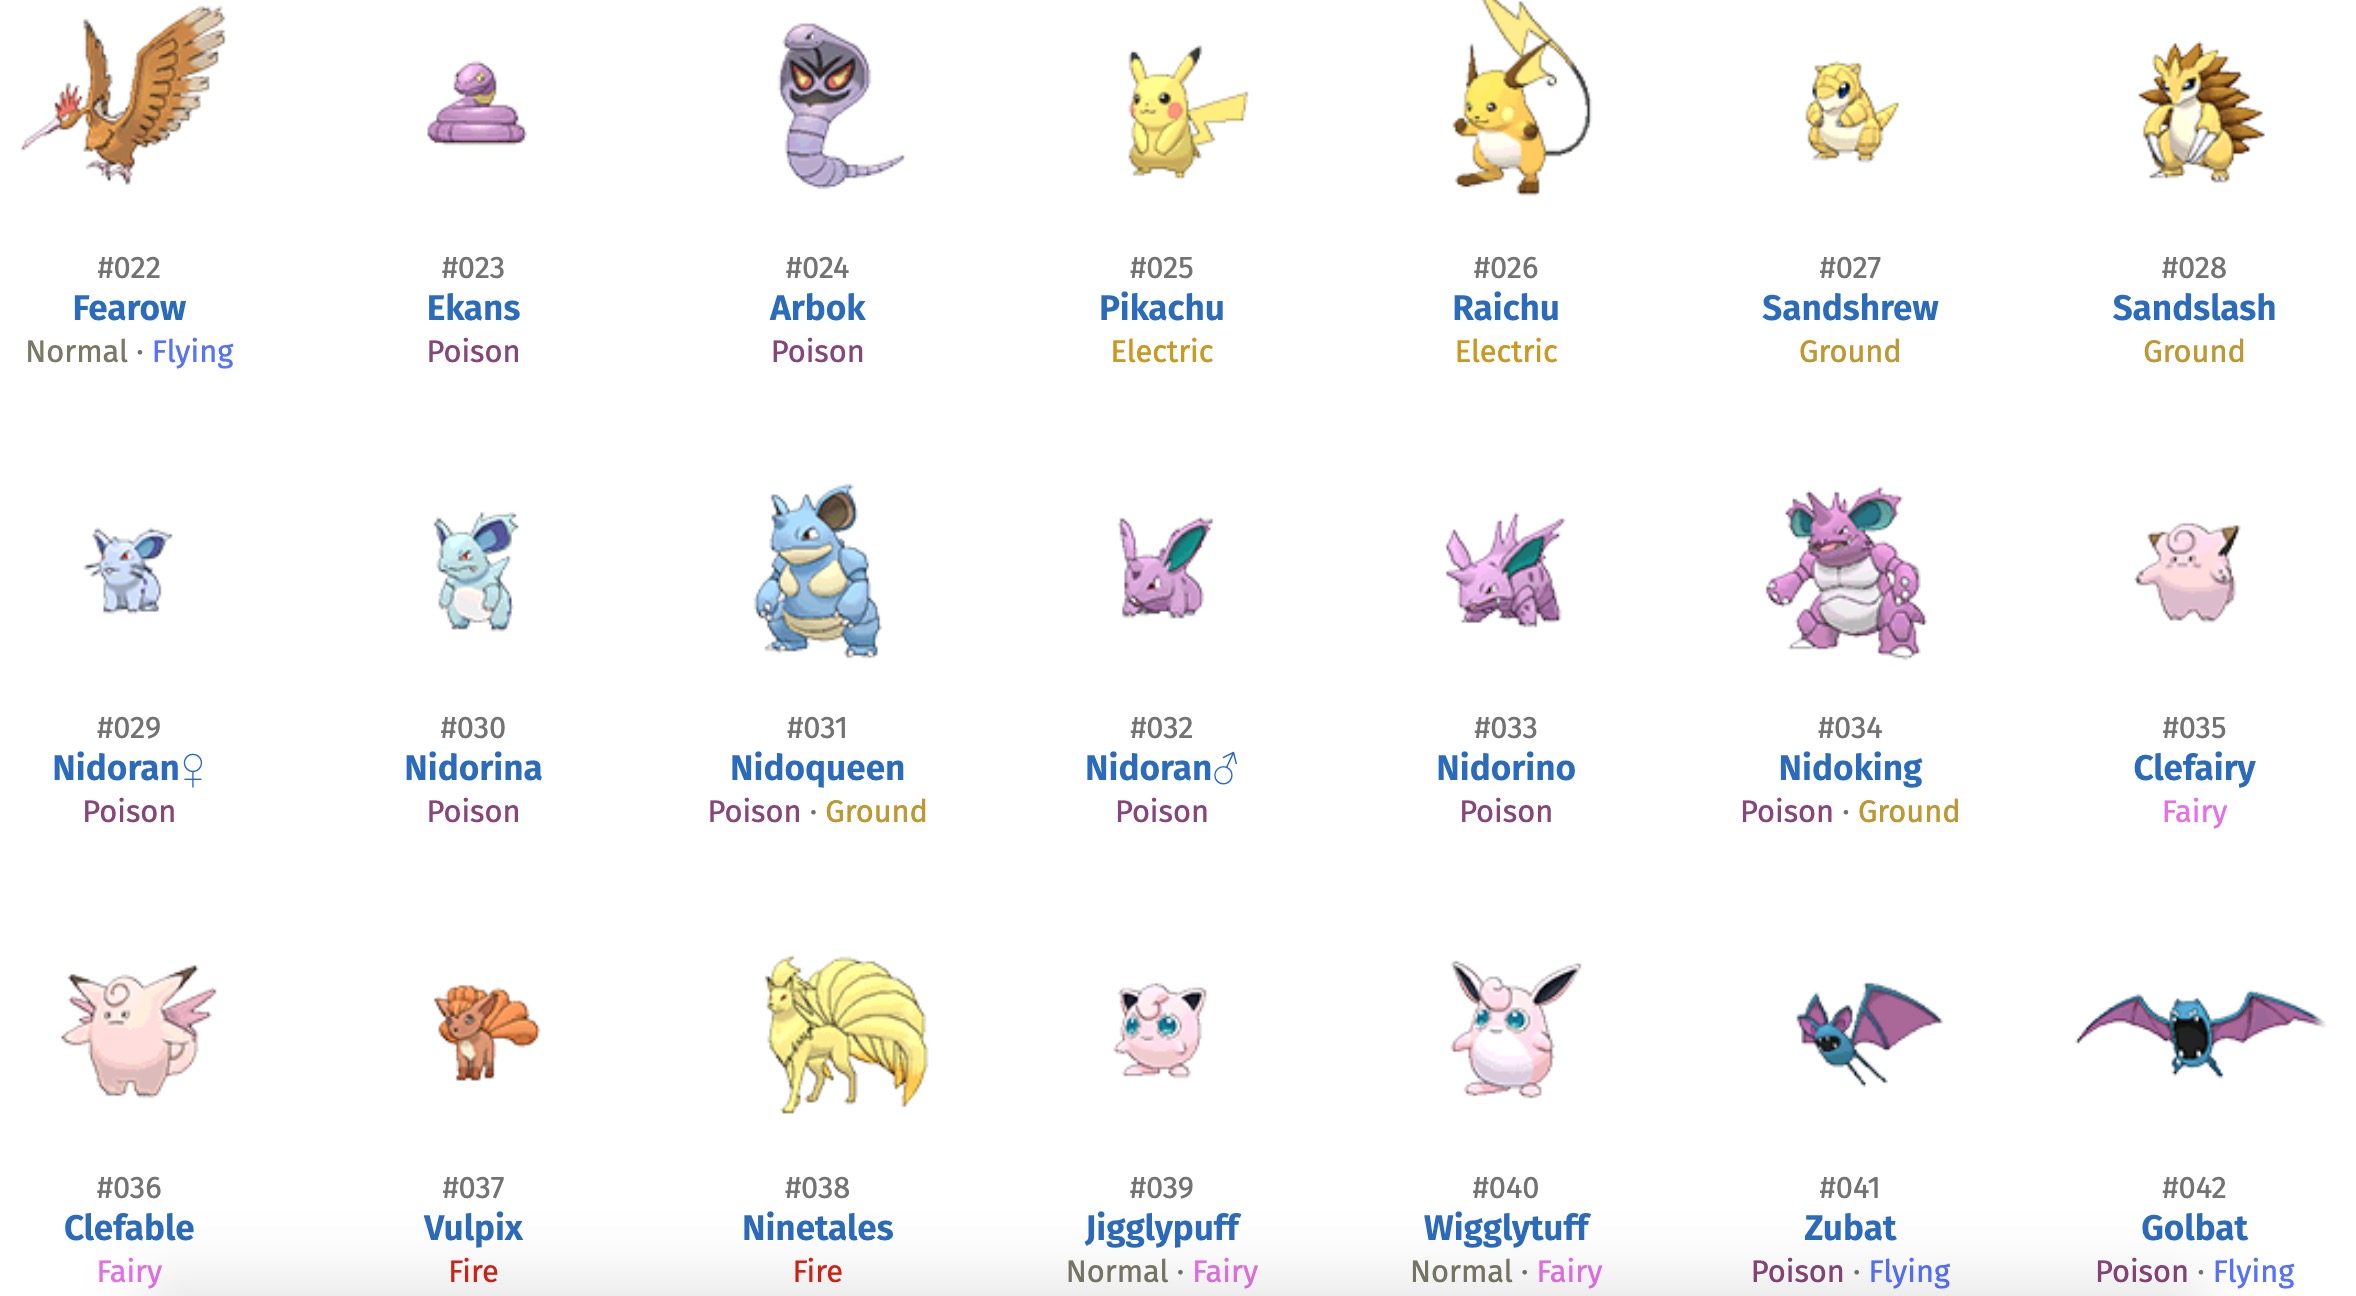 #022 #023 #024 #025 #026 #027 #028
Fearow Ekans Arbok Pikachu Raichu Sandshrew Sandslash
Normal · Flying Poison Poison Electric Electric Ground Ground
#029 #030 #031 #032 #033 #034 #035
Nidoran♀ Nidorina Nidoqueen Nidoran♂ Nidorino Nidoking Clefairy
Poison Poison Poison · Ground Poison Poison Poison · Ground Fairy
#036 #037 #038 #039 #040 #041 #042
Clefable Vulpix Ninetales Jigglypuff Wigglytuff Zubat Golbat
Fairy Fire Fire Normal · Fairy Normal · Fairy Poison · Flying Poison · Flying